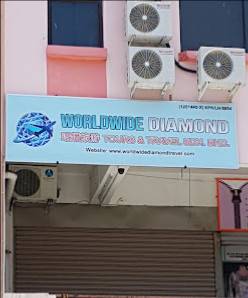 WORLDWIDE DIAMOND
TOURS & TRAVEL SDN. BHD.
Website: www.worldwidediamondtravel.com